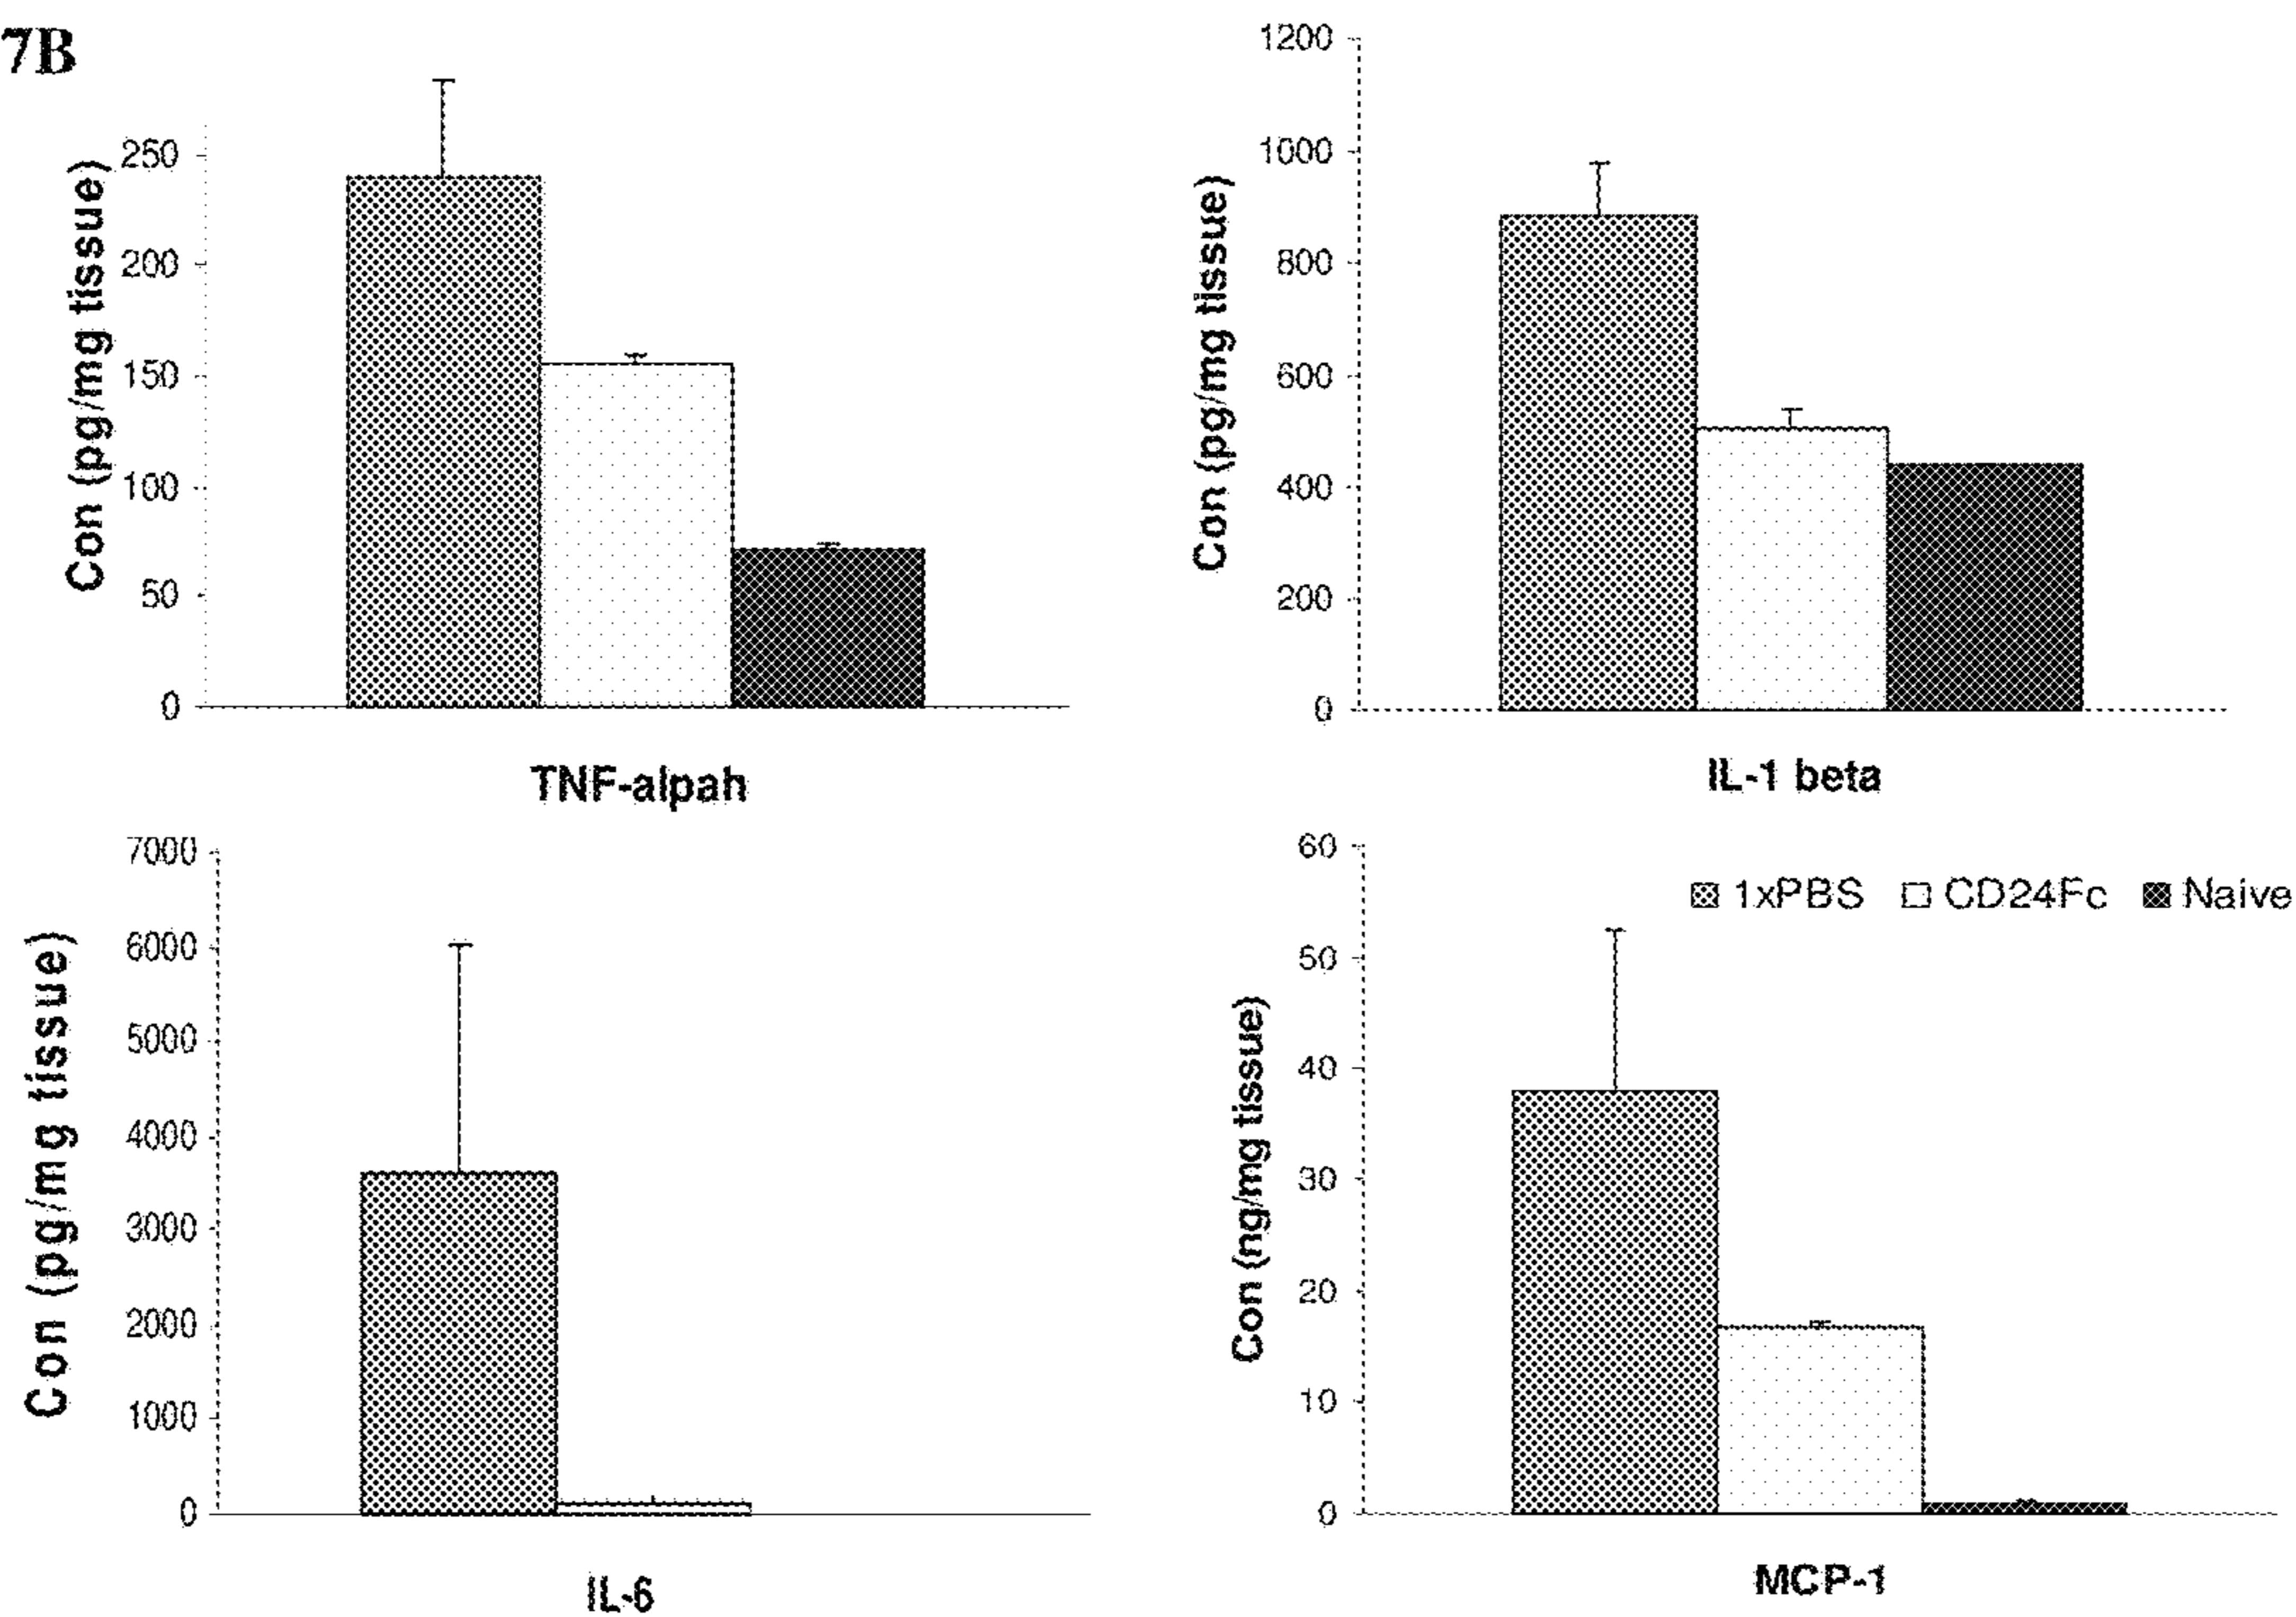 7B
Con (pg/mg tissue)
250
200
150
100
50
0
TNF-alpah
Con (pg/mg tissue)
1200
1000
800
600
400
200
0
IL-1 beta
Con (pg/mg tissue)
7000
6000
5000
4000
3000
2000
1000
0
IL-6
Con (ng/mg tissue)
60
50
40
30
20
10
0
1xPBS CD24Fc Naive
MCP-1